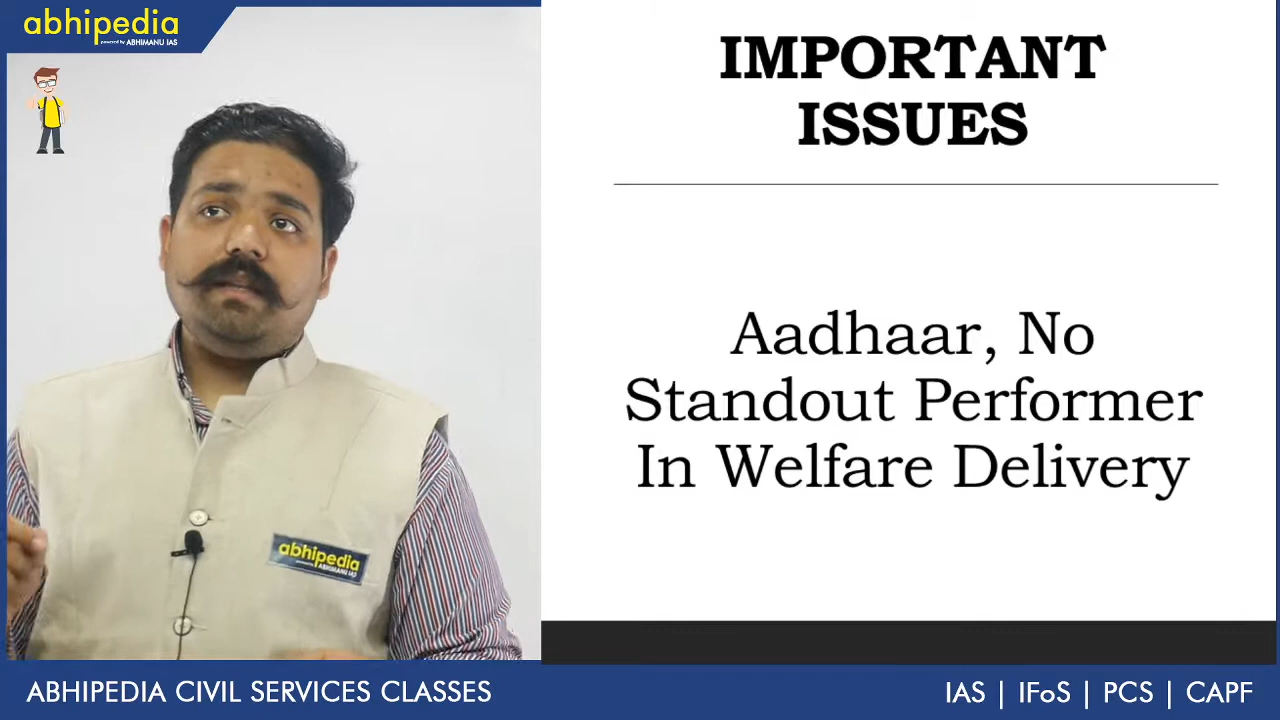 abhipedia
powered by ABHIMANU IAS
IMPORTANT
ISSUES
Aadhaar, No
Standout Performer
In Welfare Delivery
abhipedia
ABHIMANU IAS
ABHIPEDIA CIVIL SERVICES CLASSES
IAS | IFoS | PCS | CAPF